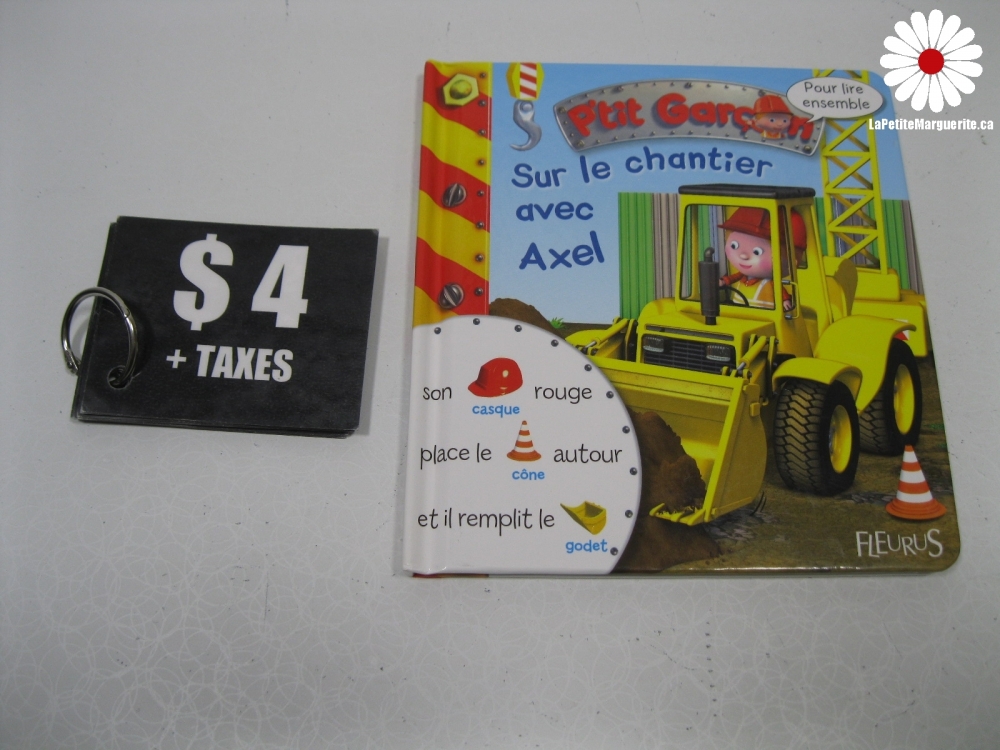 LaPetiteMarguerite.ca
$4
+ TAXES
P'tit Garçon
Pour lire
ensemble
Sur le chantier
avec
Axel
son rouge
casque
place le autour
cône
et il remplit le
godet
FLEURUS